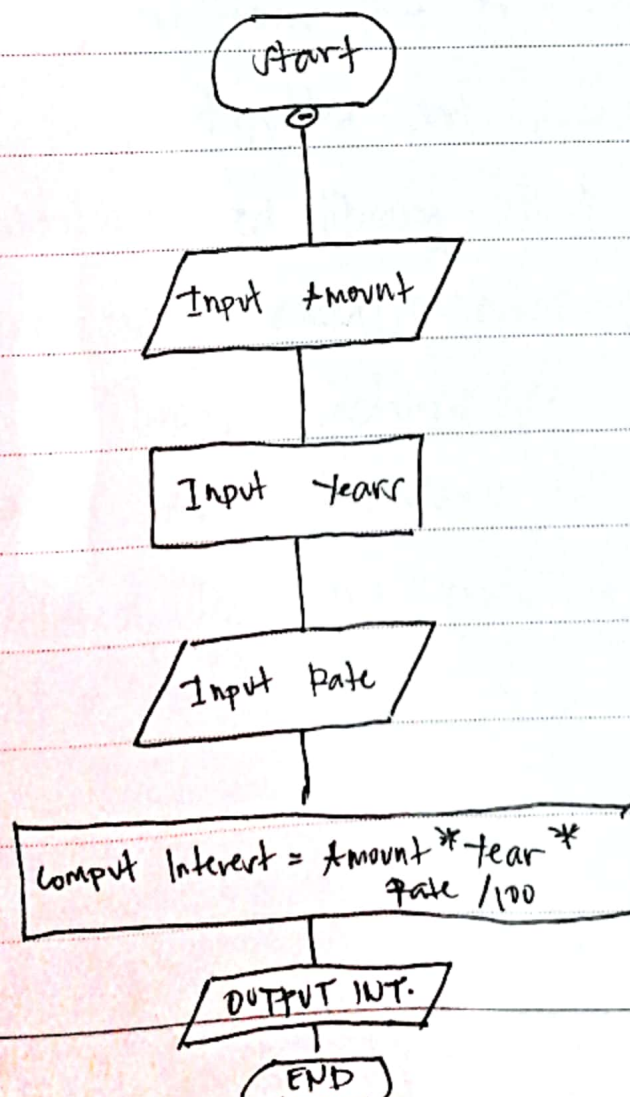 Start
Input Amount
Input Years
Input Rate
Comput Interest = Amount * Year *
Rate /100
OUTPUT INT.
END